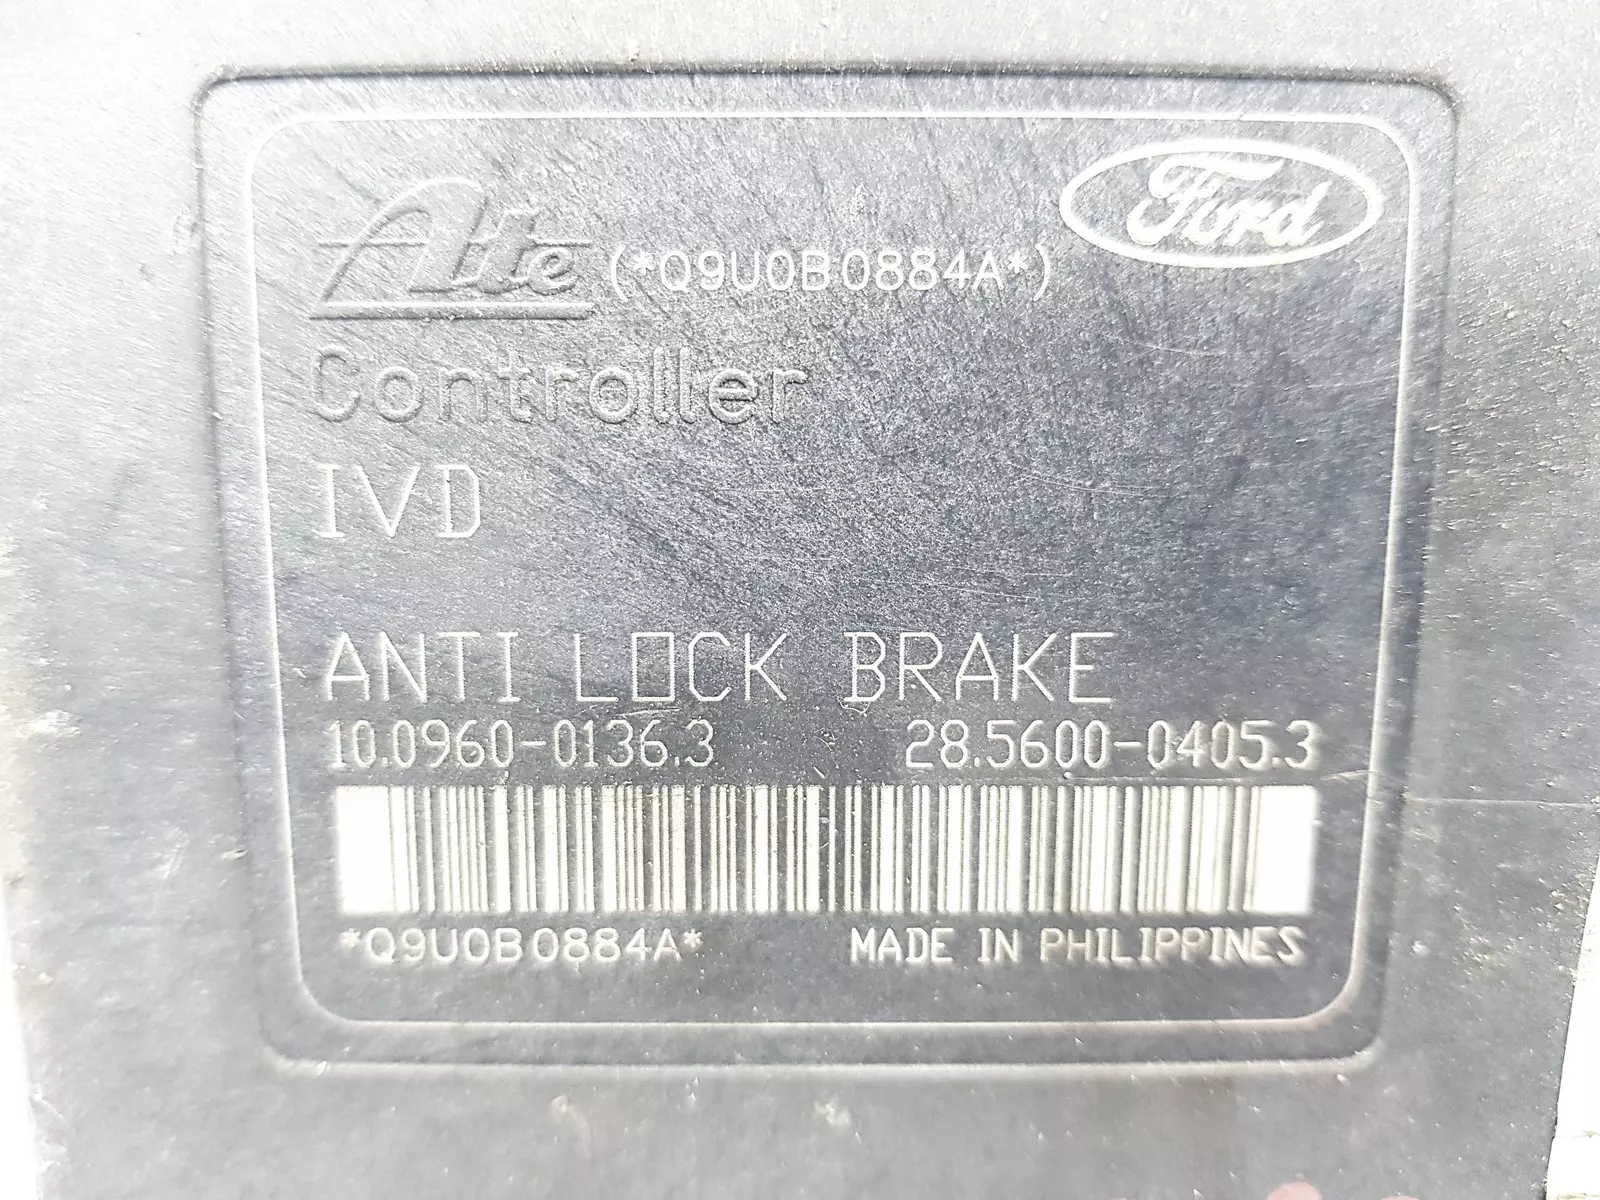 Ate (*Q9U0B0884A*) Ford
Controller
IVD
ANTI LOCK BRAKE
10.0960-0136.3 28.5600-0405.3
*Q9U0B0884A* MADE IN PHILIPPINES